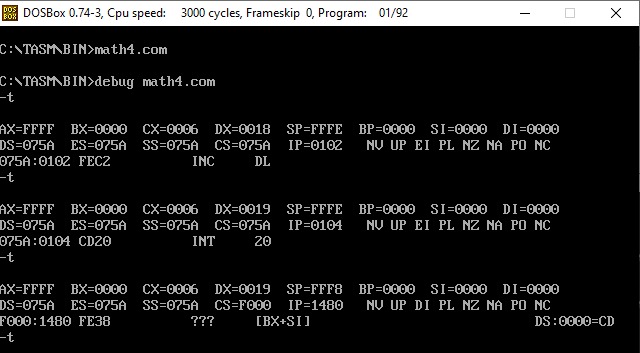 DOSBox 0.74-3, Cpu speed: 3000 cycles, Frameskip 0, Program: 01/92
C:\TASM\BIN>math4.com
C:\TASM\BIN>debug math4.com
-t
AX=FFFF BX=0000 CX=0006 DX=0018 SP=FFFE BP=0000 SI=0000 DI=0000
DS=075A ES=075A SS=075A CS=075A IP=0102 NV UP EI PL NZ NA PO NC
075A:0102 FEC2 INC DL
-t
AX=FFFF BX=0000 CX=0006 DX=0019 SP=FFFE BP=0000 SI=0000 DI=0000
DS=075A ES=075A SS=075A CS=075A IP=0104 NV UP EI PL NZ NA PO NC
075A:0104 CD20 INT 20
-t
AX=FFFF BX=0000 CX=0006 DX=0019 SP=FFF8 BP=0000 SI=0000 DI=0000
DS=075A ES=075A SS=075A CS=F000 IP=1480 NV UP DI PL NZ NA PO NC
F000:1480 FE38 ??? [BX+SI] DS:0000=CD
-t